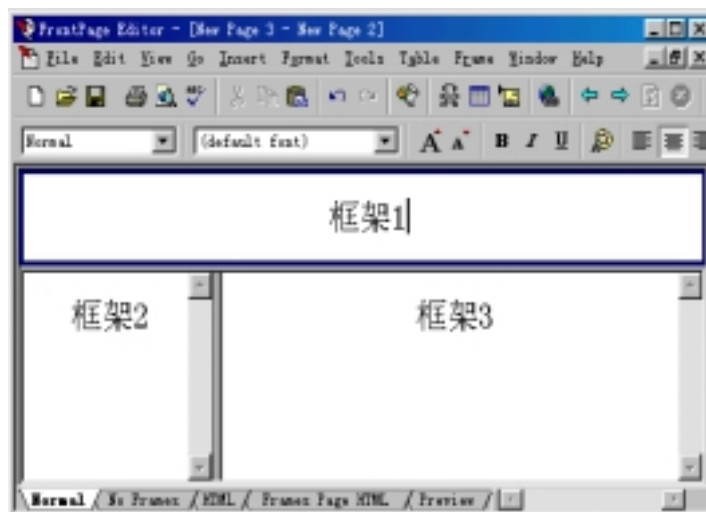 FrontPage Editor - [New Page 3 - New Page 2]
File Edit View Go Insert Format Tools Table Frame Window Help
Normal (default font) A A B I U
框架1
框架2 框架3
Normal / No Frames / HTML / Frames Page HTML / Preview /